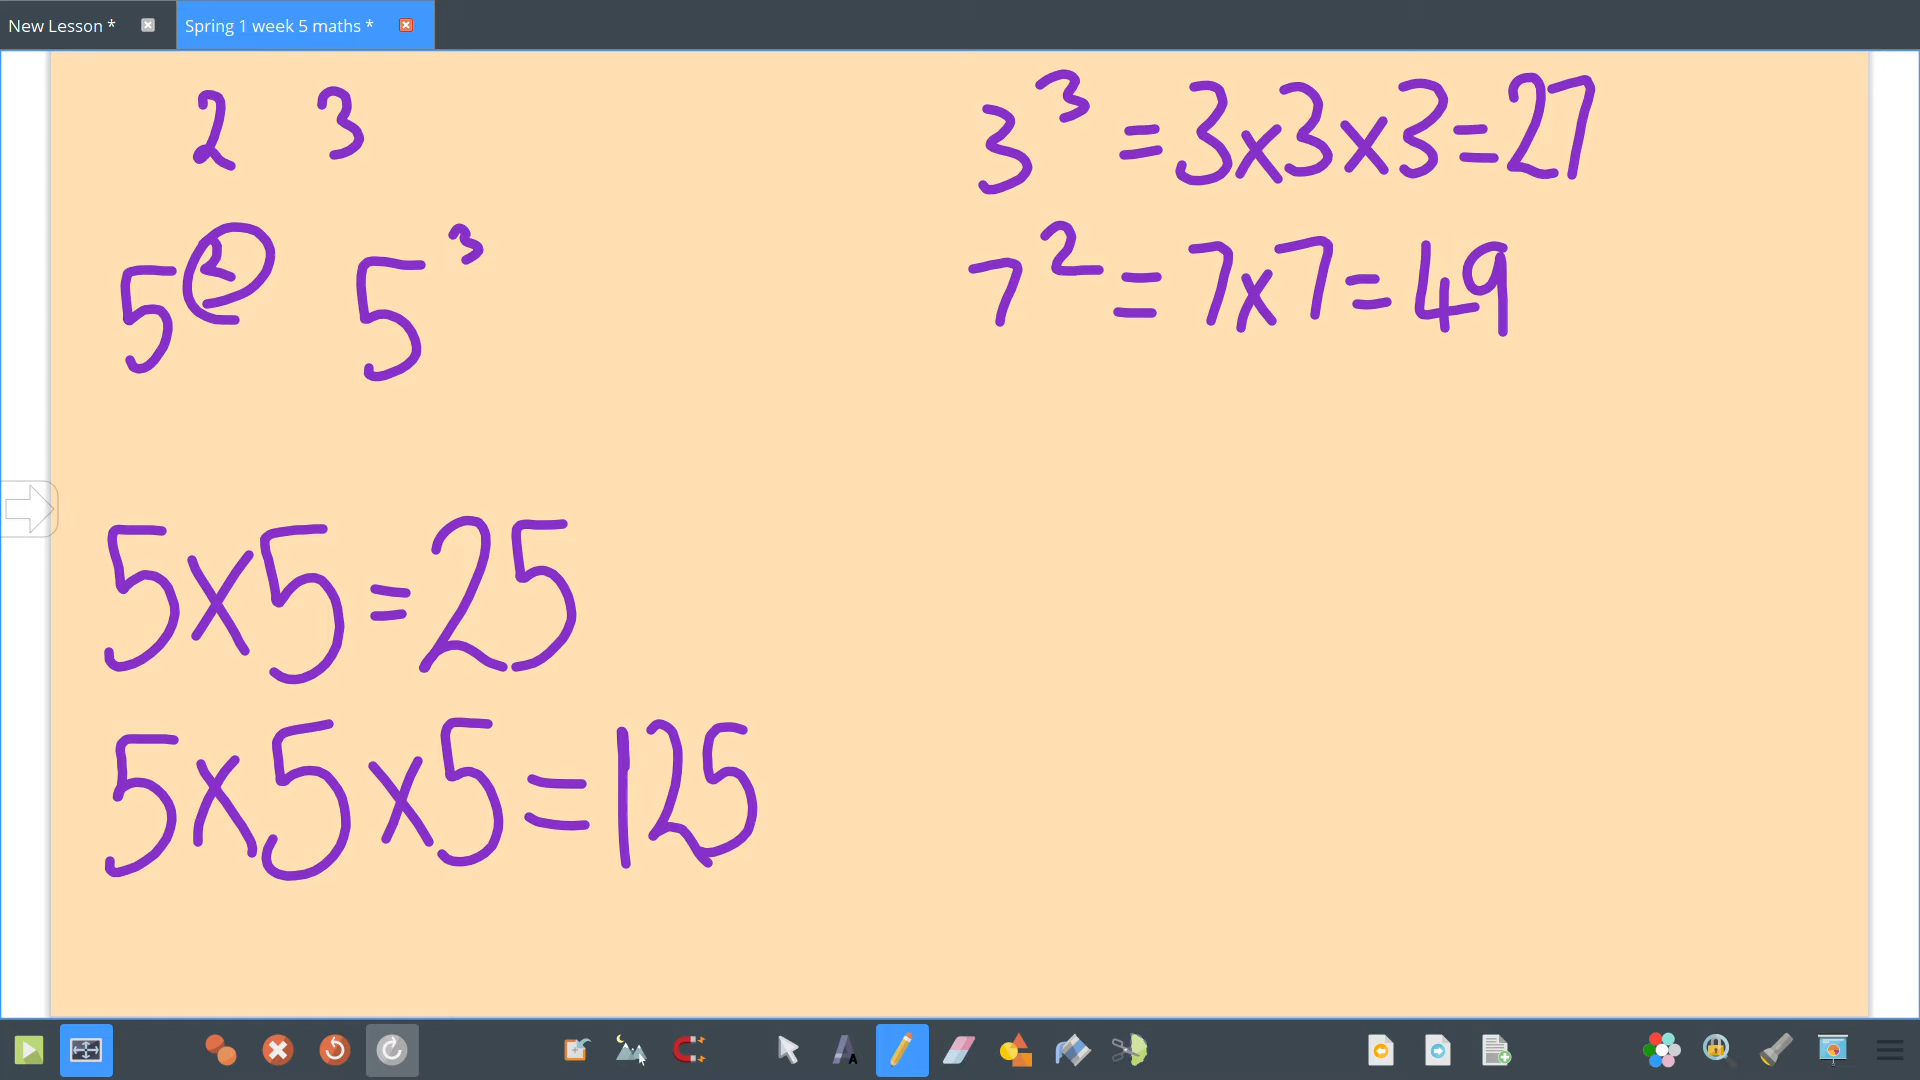 New Lesson *
Spring 1 week 5 maths *
2 3
5² 5³
5x5=25
5x5x5=125
3³=3x3x3=27
7²=7x7=49